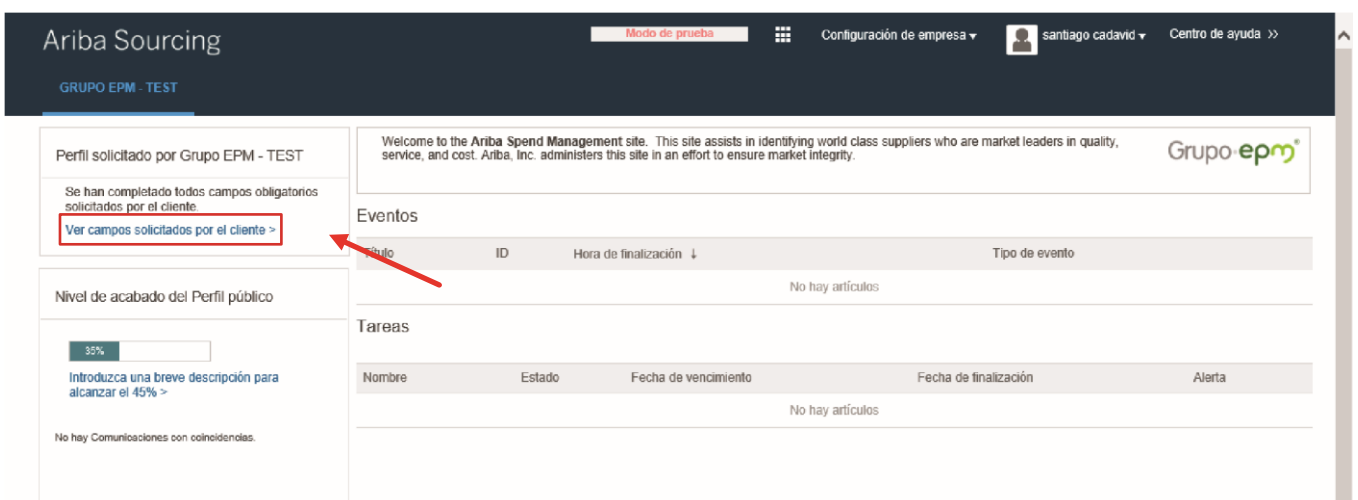 Ariba Sourcing
Modo de prueba
Configuración de empresa
santiago cadavid
Centro de ayuda >>
GRUPO EPM - TEST
Perfil solicitado por Grupo EPM - TEST
Se han completado todos campos obligatorios
solicitados por el cliente.
Ver campos solicitados por el cliente >
Welcome to the Ariba Spend Management site. This site assists in identifying world class suppliers who are market leaders in quality,
service, and cost. Ariba, Inc. administers this site in an effort to ensure market integrity.
Grupo·epm®
Eventos
Título ID Hora de finalización ↓ Tipo de evento
No hay artículos
Nivel de acabado del Perfil público
35%
Introduzca una breve descripción para
alcanzar el 45% >
No hay Comunicaciones con coincidencias.
Tareas
Nombre Estado Fecha de vencimiento Fecha de finalización Alerta
No hay artículos